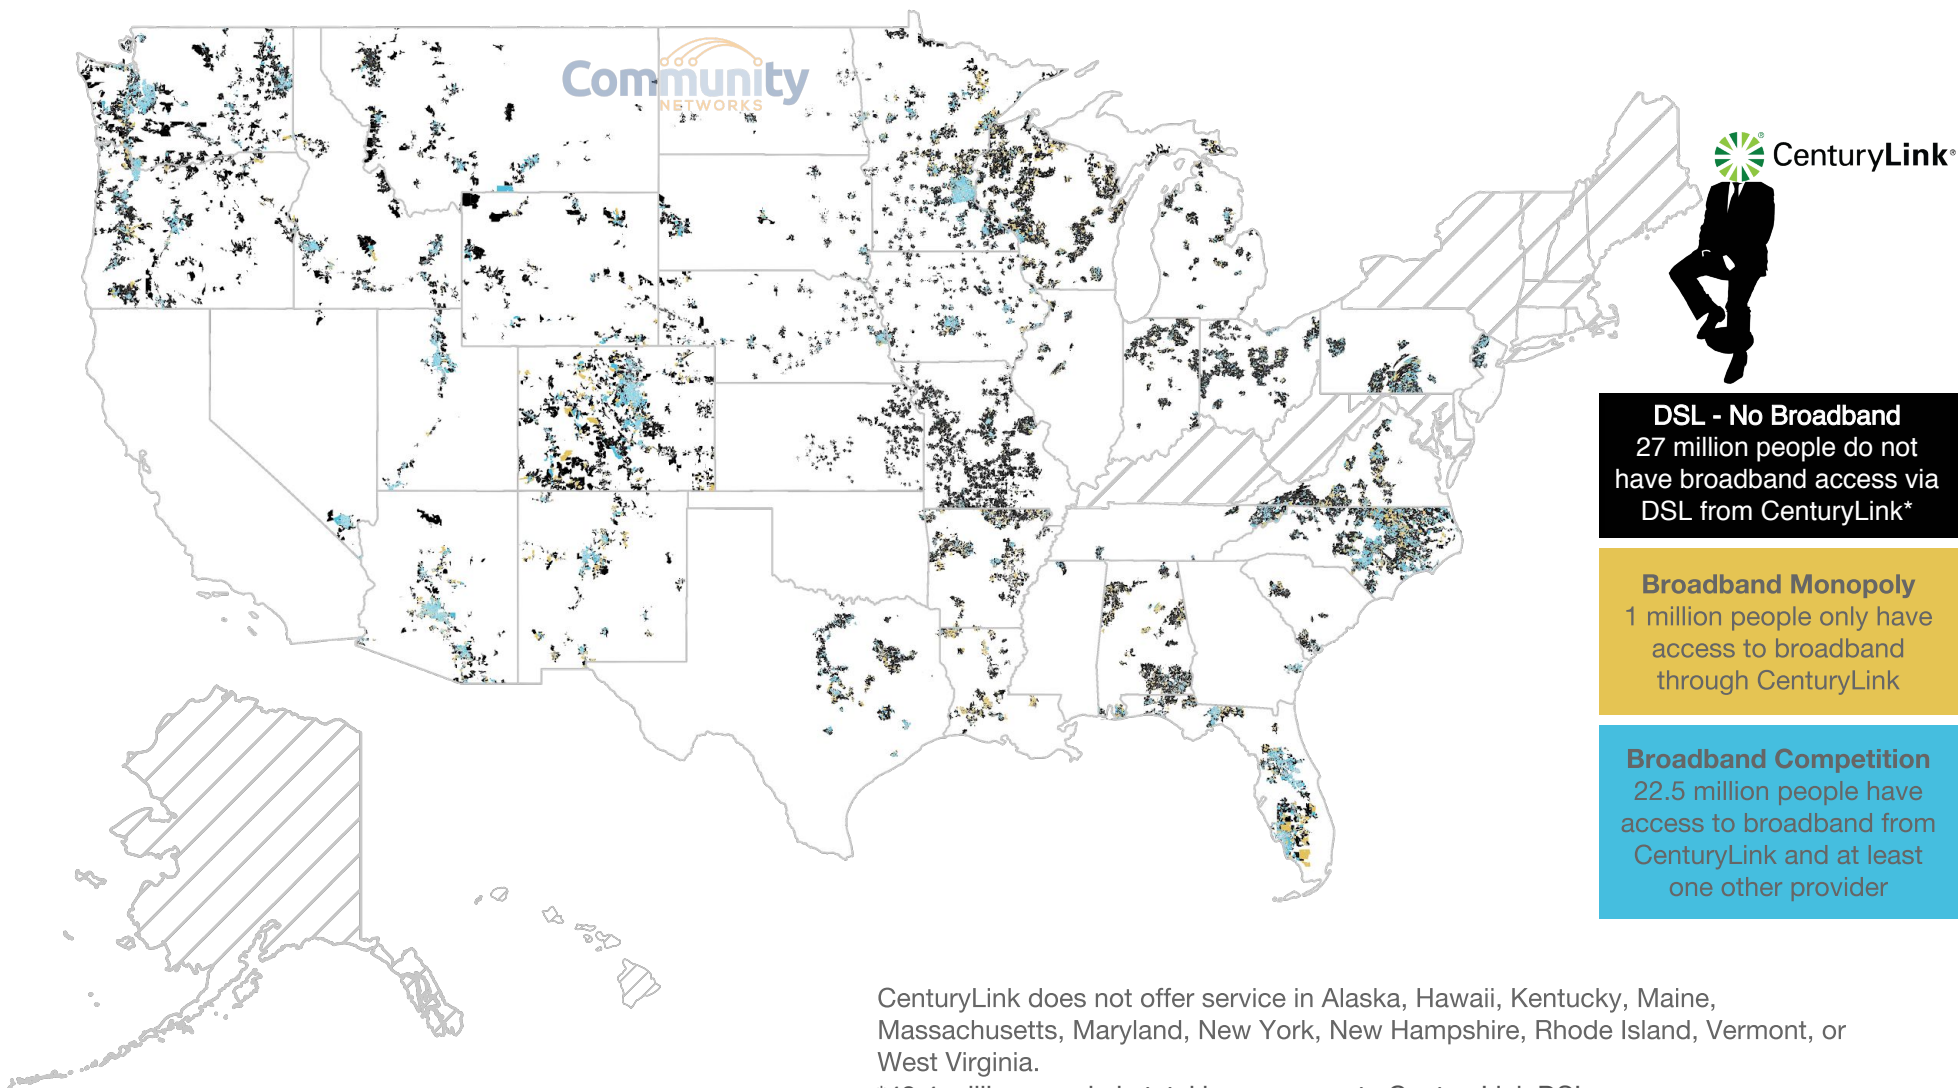 Community
NETWORKS
CenturyLink®
DSL - No Broadband
27 million people do not
have broadband access via
DSL from CenturyLink*
Broadband Monopoly
1 million people only have
access to broadband
through CenturyLink
Broadband Competition
22.5 million people have
access to broadband from
CenturyLink and at least
one other provider
CenturyLink does not offer service in Alaska, Hawaii, Kentucky, Maine,
Massachusetts, Maryland, New York, New Hampshire, Rhode Island, Vermont, or
West Virginia.